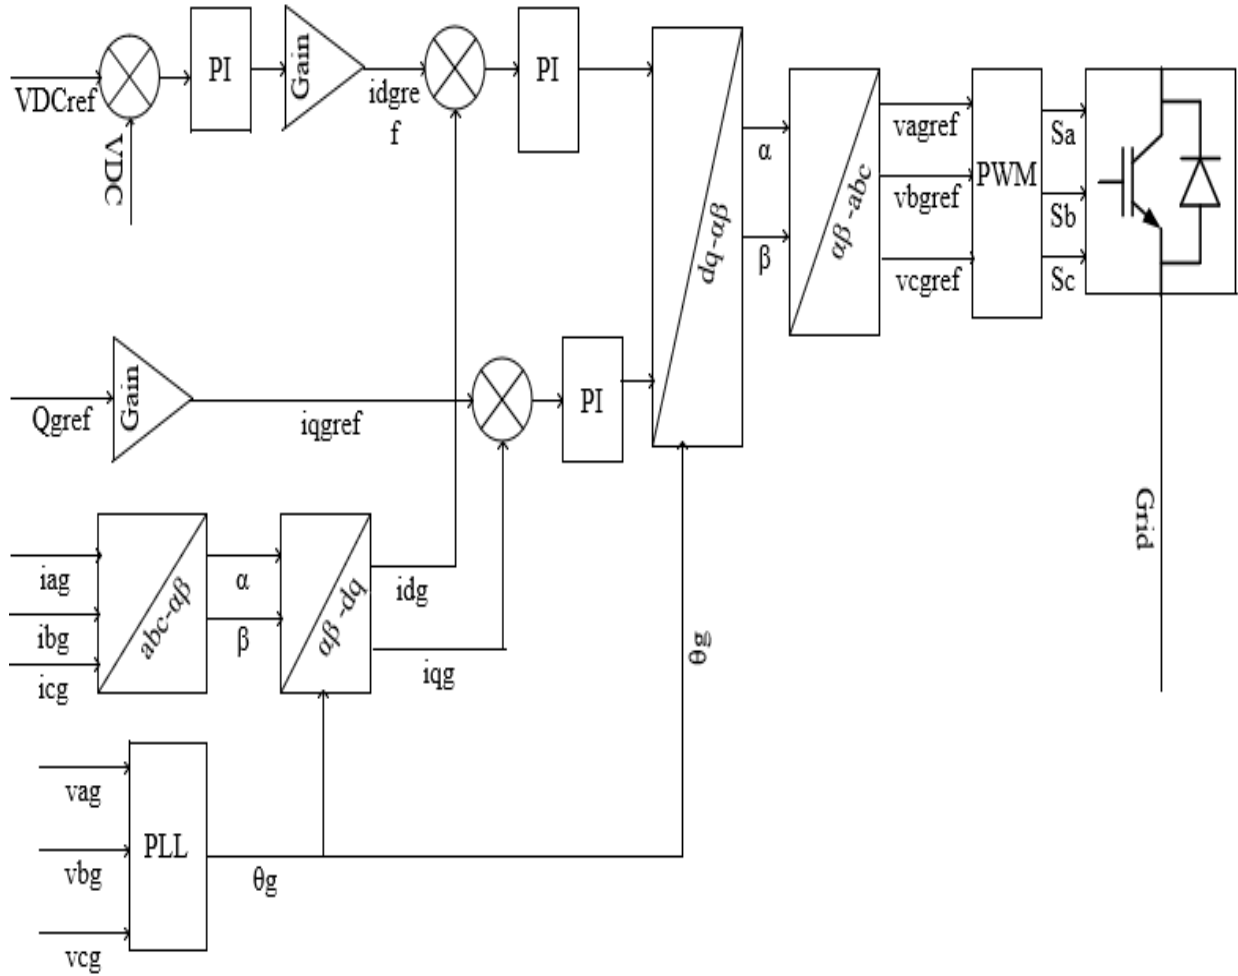 VDCref
VDC
PI
Gain
idgre
f
PI
dq-αβ
α
β
αβ-abc
vagref
vbgref
vcgref
PWM
Sa
Sb
Sc
Qgref
Gain
iqgref
PI
Grid
iag
ibg
icg
abc-αβ
α
β
αβ-dq
idg
iqg
θg
vag
vbg
vcg
PLL
θg